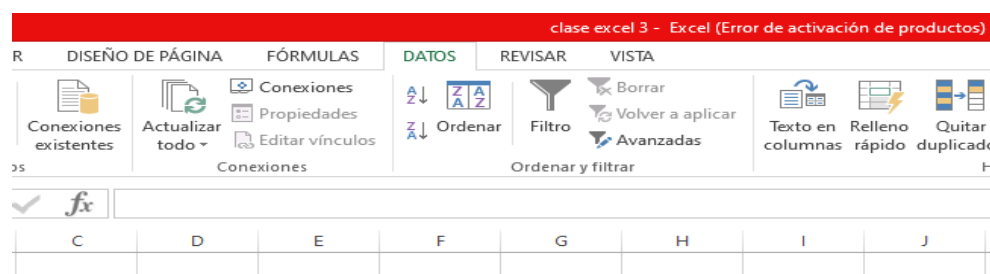 clase excel 3 - Excel (Error de activación de productos)
R DISEÑO DE PÁGINA FÓRMULAS DATOS REVISAR VISTA
Conexiones existentes
Actualizar todo
Conexiones
Propiedades
Editar vínculos
Conexiones
A Z
Z A
Z A A Z
Ordenar
Filtro
Borrar
Volver a aplicar
Avanzadas
Ordenar y filtrar
Texto en columnas
Relleno rápido
Quitar
fx
C D E F G H I J